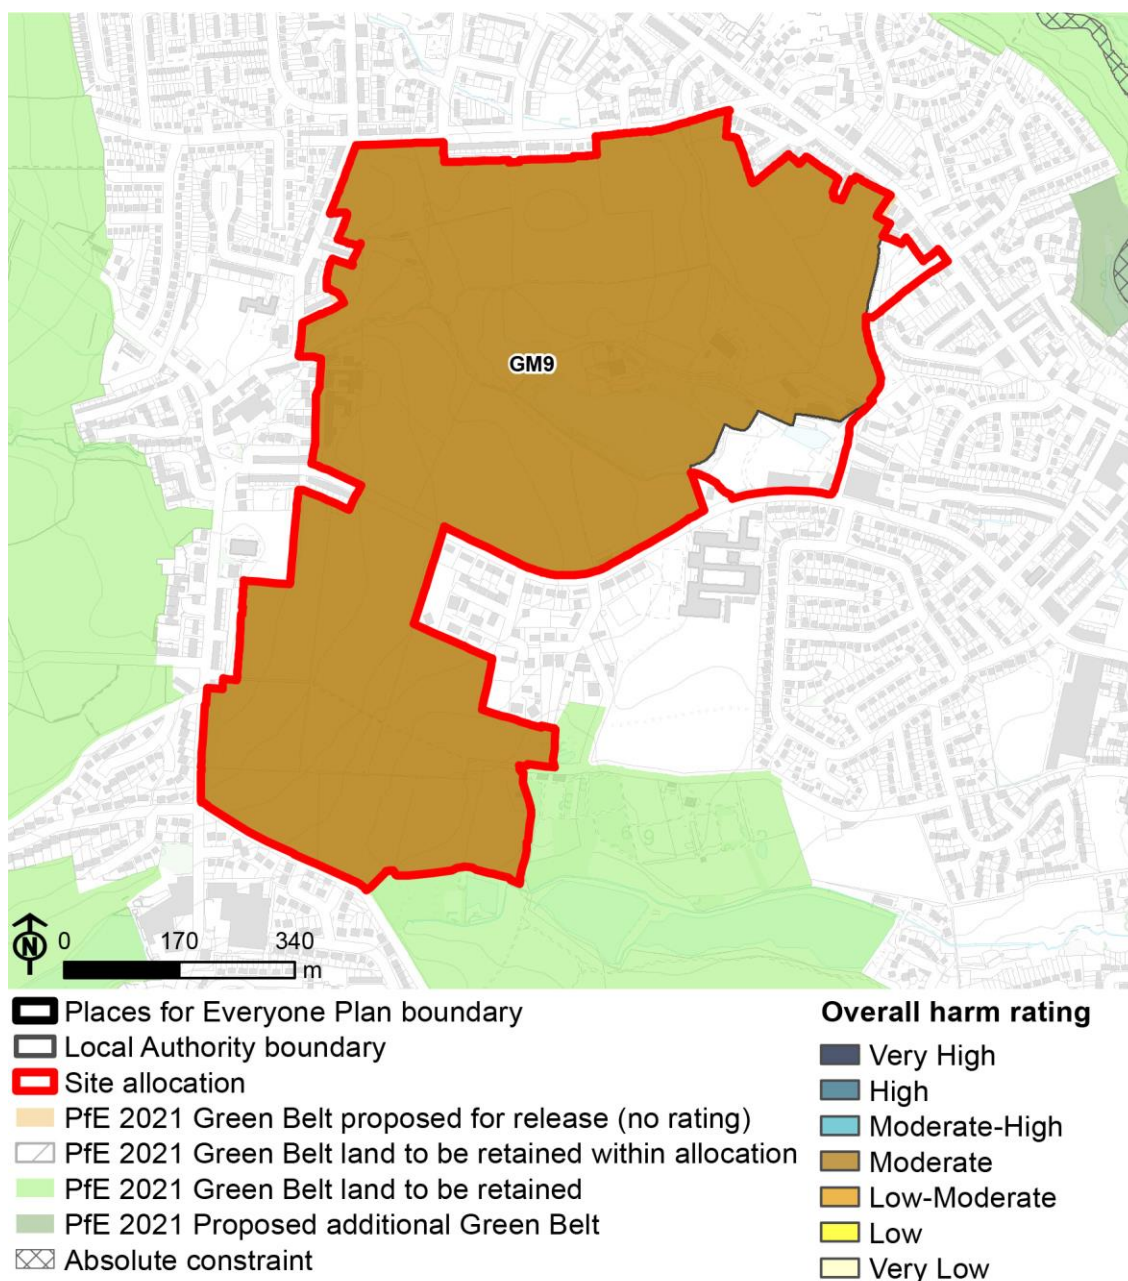 GM9
N
0 170 340
m
Places for Everyone Plan boundary
Local Authority boundary
Site allocation
PfE 2021 Green Belt proposed for release (no rating)
PfE 2021 Green Belt land to be retained within allocation
PfE 2021 Green Belt land to be retained
PfE 2021 Proposed additional Green Belt
Absolute constraint
Overall harm rating
Very High
High
Moderate-High
Moderate
Low-Moderate
Low
Very Low